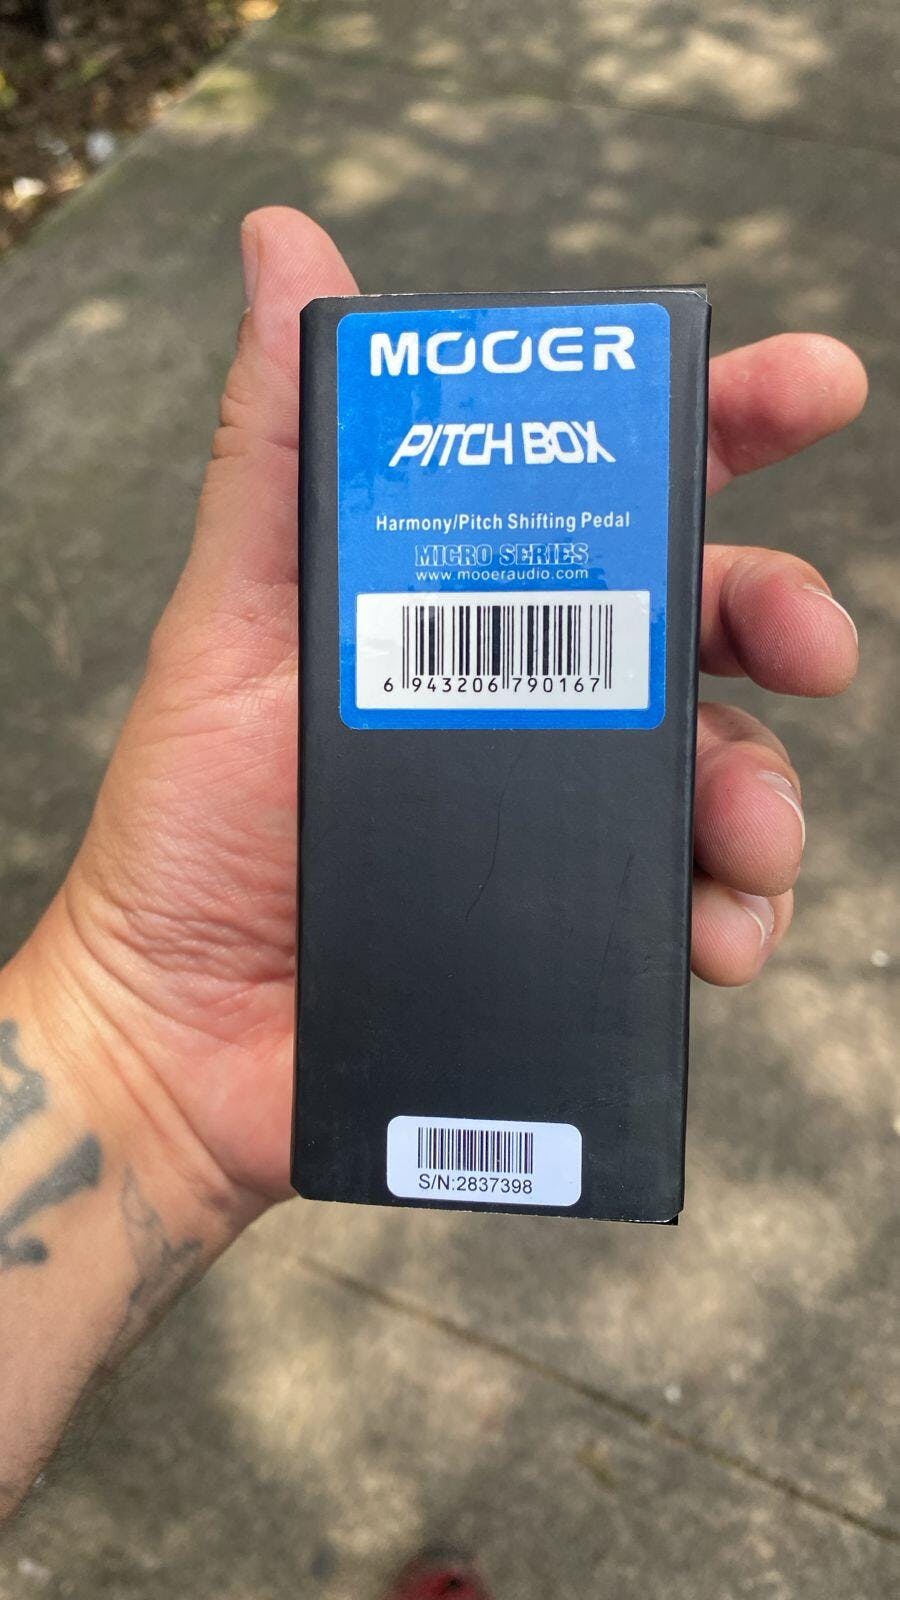 MOOER
PITCH BOX
Harmony/Pitch Shifting Pedal
MICRO SERIES
www.mooeraudio.com
6 943206 790167
S/N:2837398